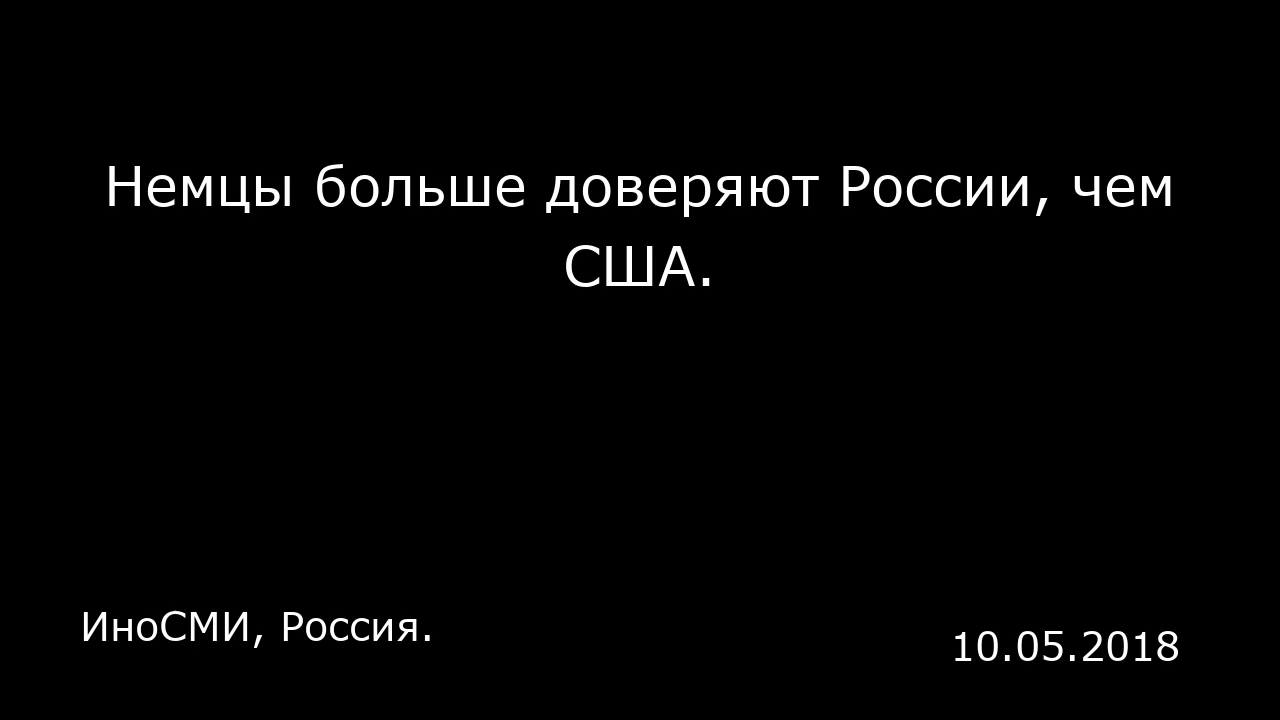 Немцы больше доверяют России, чем
США.
ИноСМИ, Россия.
10.05.2018